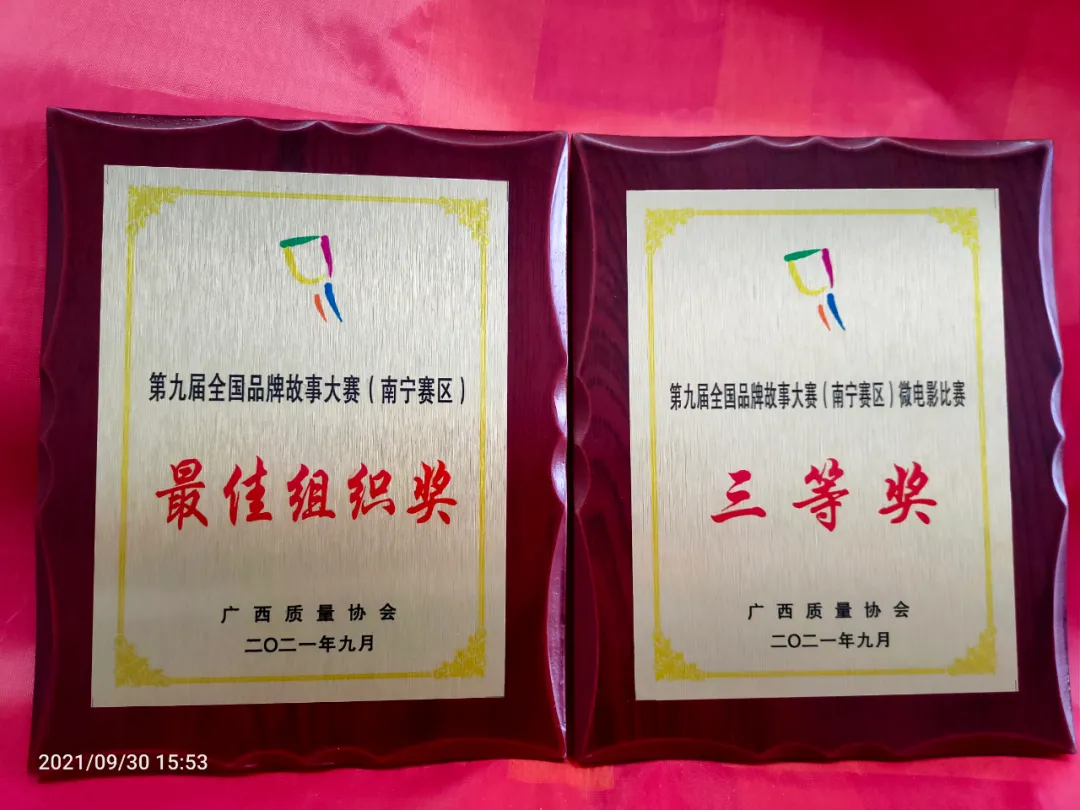 第九届全国品牌故事大赛（南宁赛区）
最佳组织奖
广西质量协会
二〇二一年九月
第九届全国品牌故事大赛（南宁赛区）微电影比赛
三等奖
广西质量协会
二〇二一年九月
2021/09/30 15:53